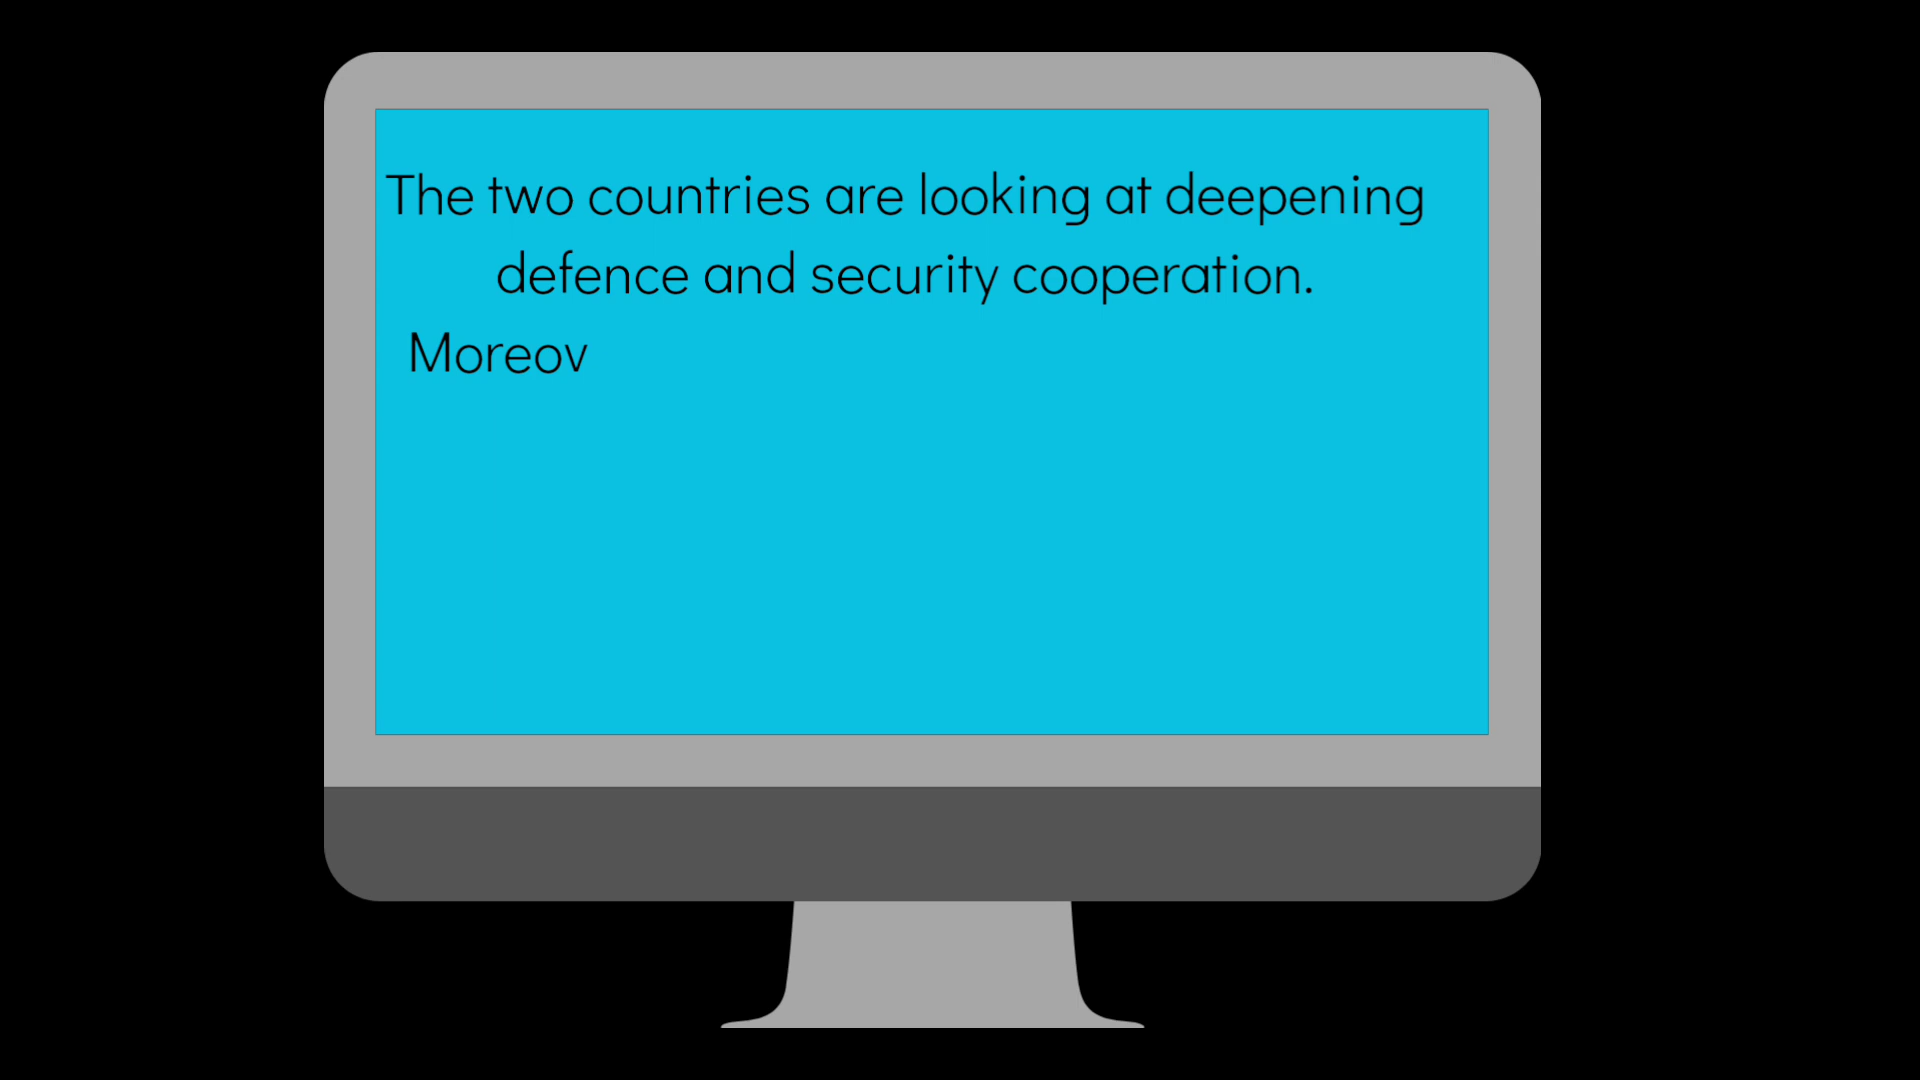 The two countries are looking at deepening
defence and security cooperation.
Moreov